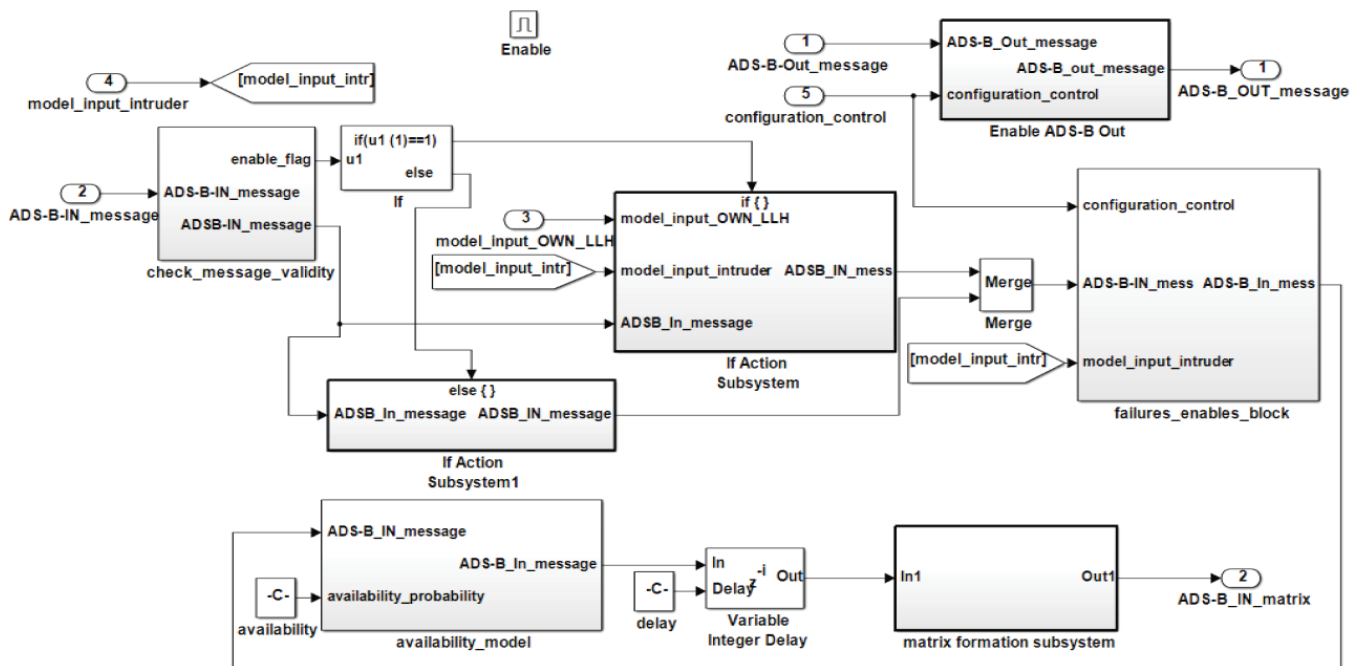 Enable
1
ADS-B-Out_message
ADS-B_Out_message
ADS-B_out_message
configuration_control
Enable ADS-B Out
1
ADS-B_OUT_message
4
model_input_intruder
[model_input_intr]
5
configuration_control
2
ADS-B-IN_message
enable_flag
ADS-B-IN_message
ADSB-IN_message
check_message_validity
if(u1 (1)==1)
u1
else
If
3
model_input_OWN_LLH
[model_input_intr]
if { }
model_input_OWN_LLH
model_input_intruder
ADSB_IN_mess
ADSB_In_message
If Action
Subsystem
Merge
Merge
[model_input_intr]
configuration_control
ADS-B-IN_mess
ADS-B_In_mess
model_input_intruder
failures_enables_block
else { }
ADSB_In_message
ADSB_IN_message
If Action
Subsystem1
ADS-B_IN_message
ADS-B_In_message
availability_probability
availability_model
-C-
availability
-C-
delay
In
Delay
z
-i
Out
Variable
Integer Delay
In1
Out1
matrix formation subsystem
2
ADS-B_IN_matrix